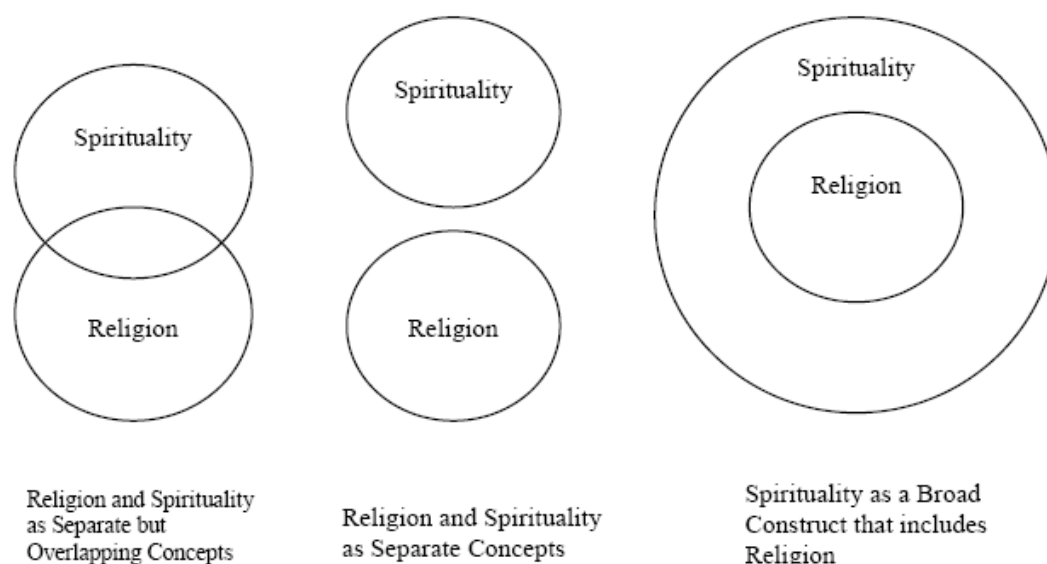 Spirituality
Religion
Religion and Spirituality
as Separate but
Overlapping Concepts
Spirituality
Religion
Religion and Spirituality
as Separate Concepts
Spirituality
Religion
Spirituality as a Broad
Construct that includes
Religion